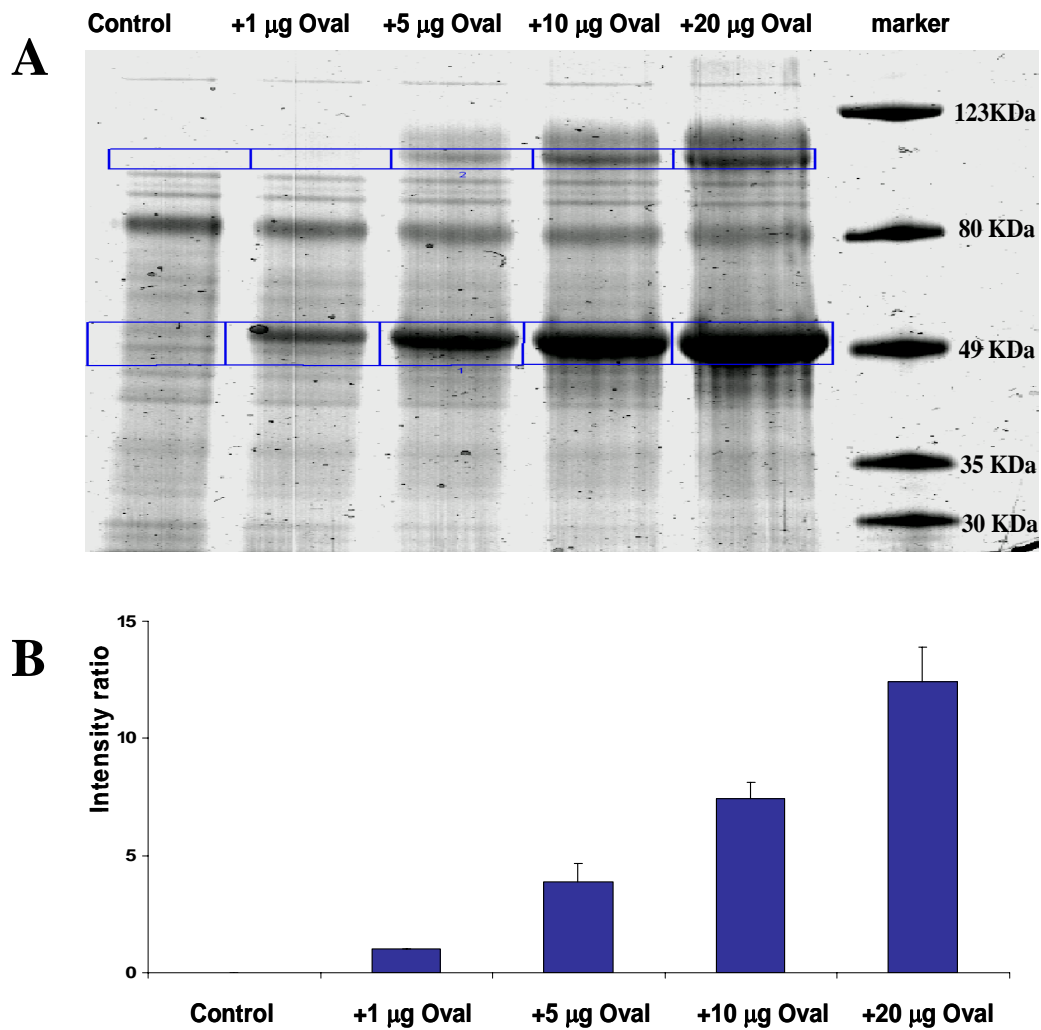 Control +1 µg Oval +5 µg Oval +10 µg Oval +20 µg Oval marker
A
123KDa
2
80 KDa
49 KDa
1
35 KDa
30 KDa
B
Intensity ratio
15
10
5
0
Control +1 µg Oval +5 µg Oval +10 µg Oval +20 µg Oval